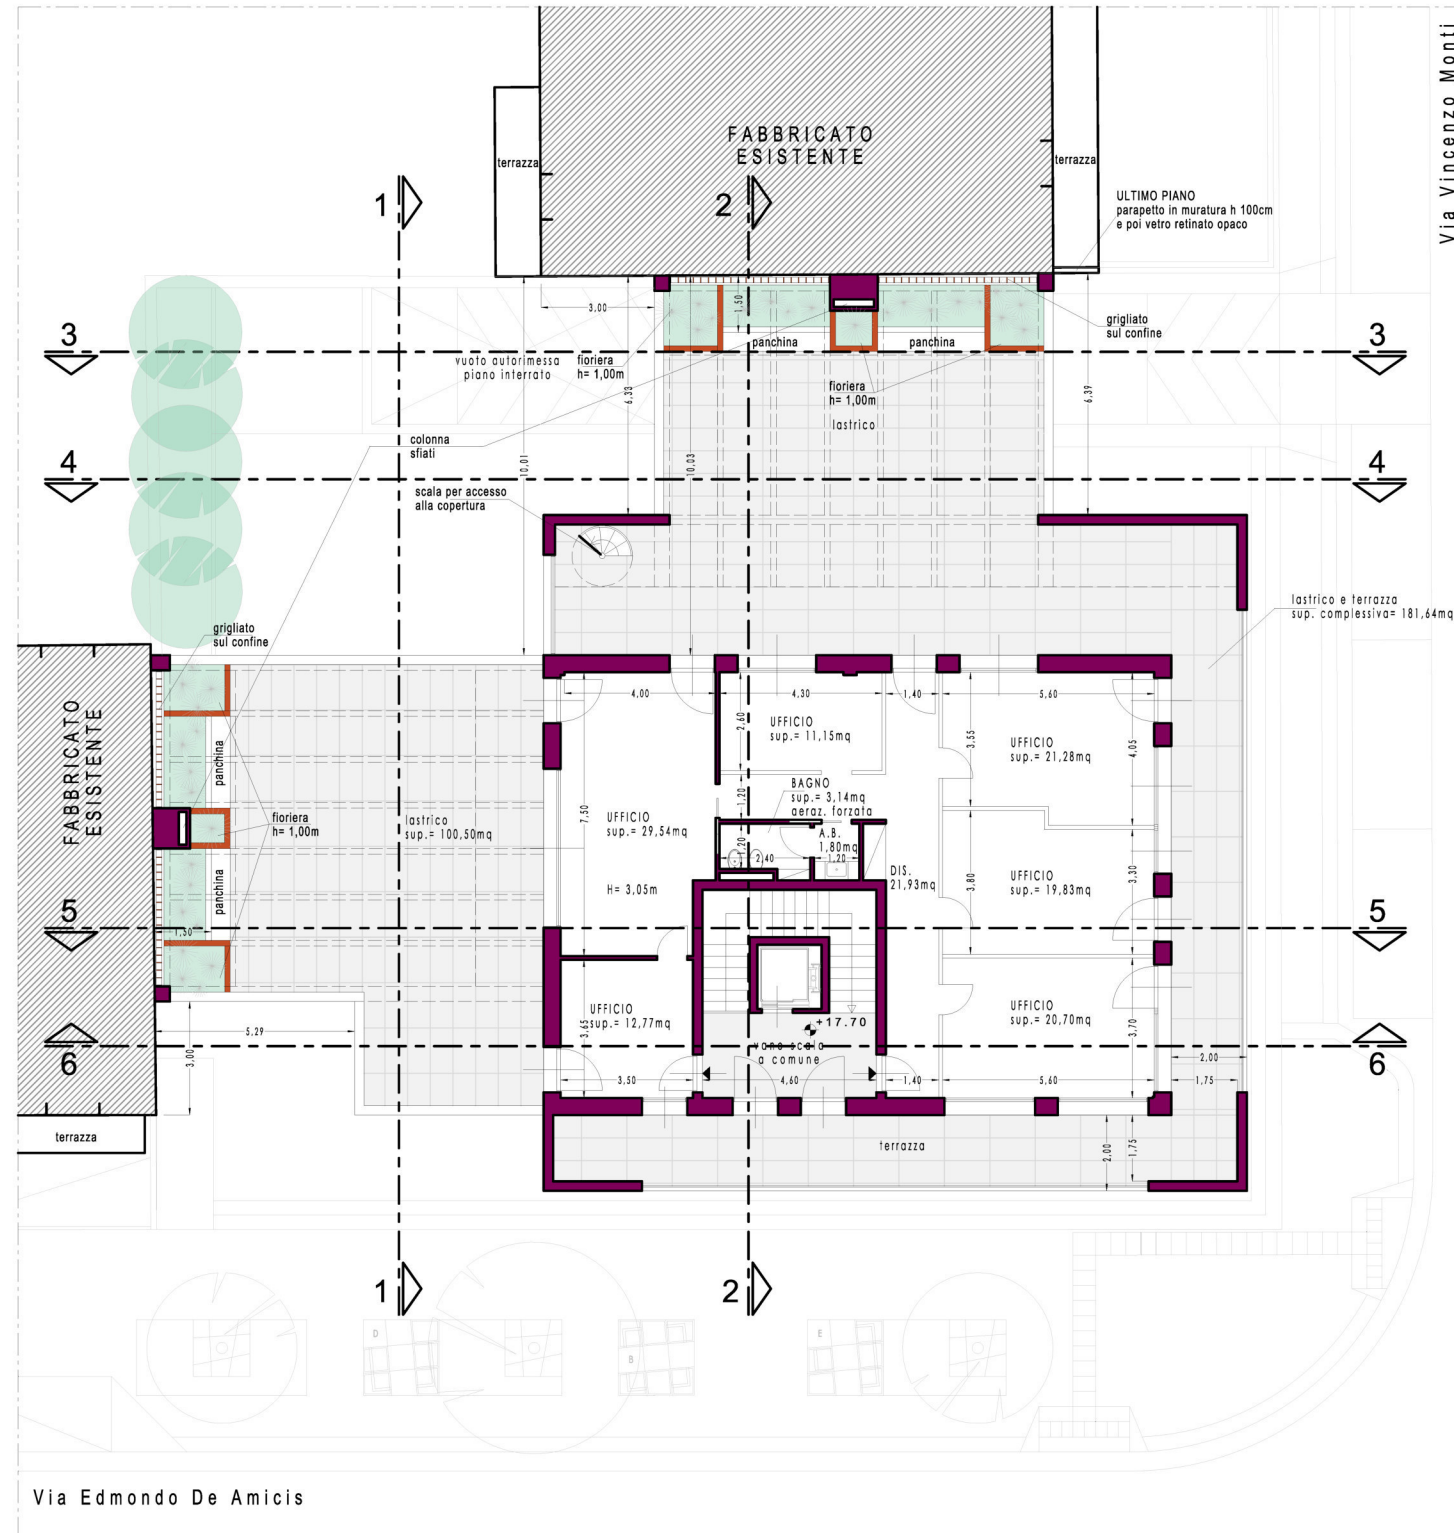 Via Vincenzo Monti
FABBRICATO
ESISTENTE
terrazza
terrazza
1
2
ULTIMO PIANO
parapetto in muratura h 100cm
e poi vetro retinato opaco
3,00
1,50
grigliato
sul confine
3
3
panchina
panchina
vuoto autorimessa
piano interrato
fioriera
h= 1,00m
fioriera
h= 1,00m
lastrico
6,33
6,39
colonna
sfiati
10,01
10,03
4
4
scala per accesso
alla copertura
lastrico e terrazza
sup. complessiva= 181,64mq
grigliato
sul confine
FABBRICATO
ESISTENTE
panchina
panchina
fioriera
h= 1,00m
lastrico
sup.= 100,50mq
1,50
4,00
4,30
1,40
5,60
2,60
UFFICIO
sup.= 11,15mq
3,55
UFFICIO
sup.= 21,28mq
4,05
1,20
BAGNO
sup.= 3,14mq
aeraz. forzata
7,50
UFFICIO
sup.= 29,54mq
H= 3,05m
1,20
2,40
A.B.
1,80mq
1,20
DIS.
21,93mq
3,80
UFFICIO
sup.= 19,83mq
3,30
5
5
UFFICIO
sup.= 12,77mq
3,65
+17.70
vano scala
a comune
UFFICIO
sup.= 20,70mq
3,70
5,29
3,00
6
6
2,00
1,75
3,50
4,60
1,40
5,60
terrazza
terrazza
2,00
1,75
1
2
D
B
E
Via Edmondo De Amicis